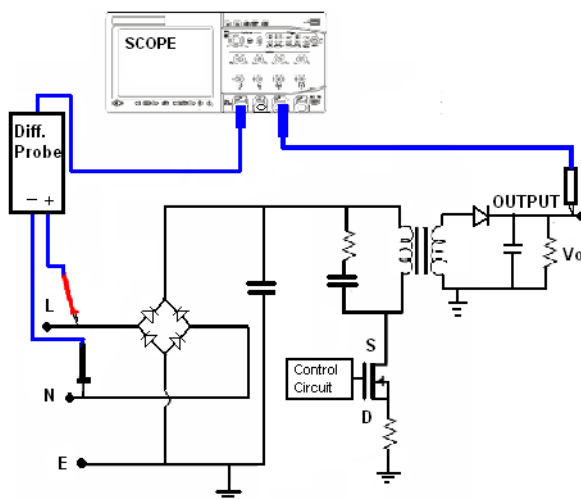 SCOPE
Diff.
Probe
− +
OUTPUT
Vo
L
S
Control
Circuit
N
D
E